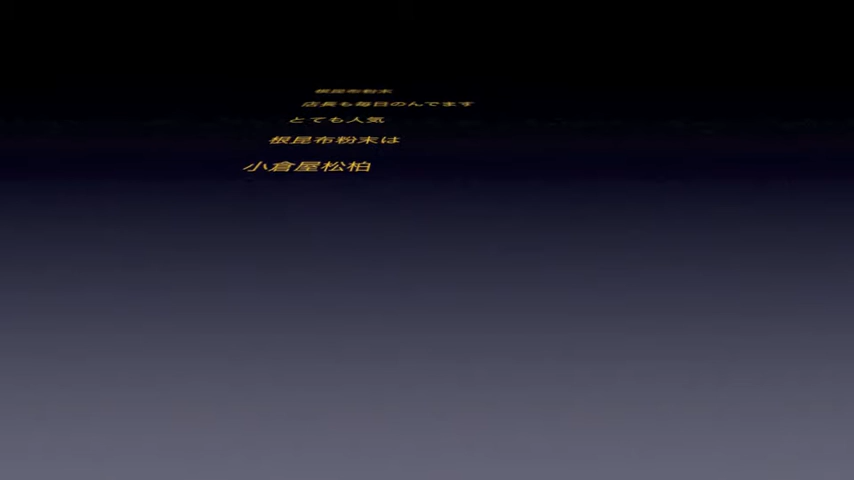 根昆布粉末
店長も毎日のんでます
とても人気
根昆布粉末は
小倉屋松柏